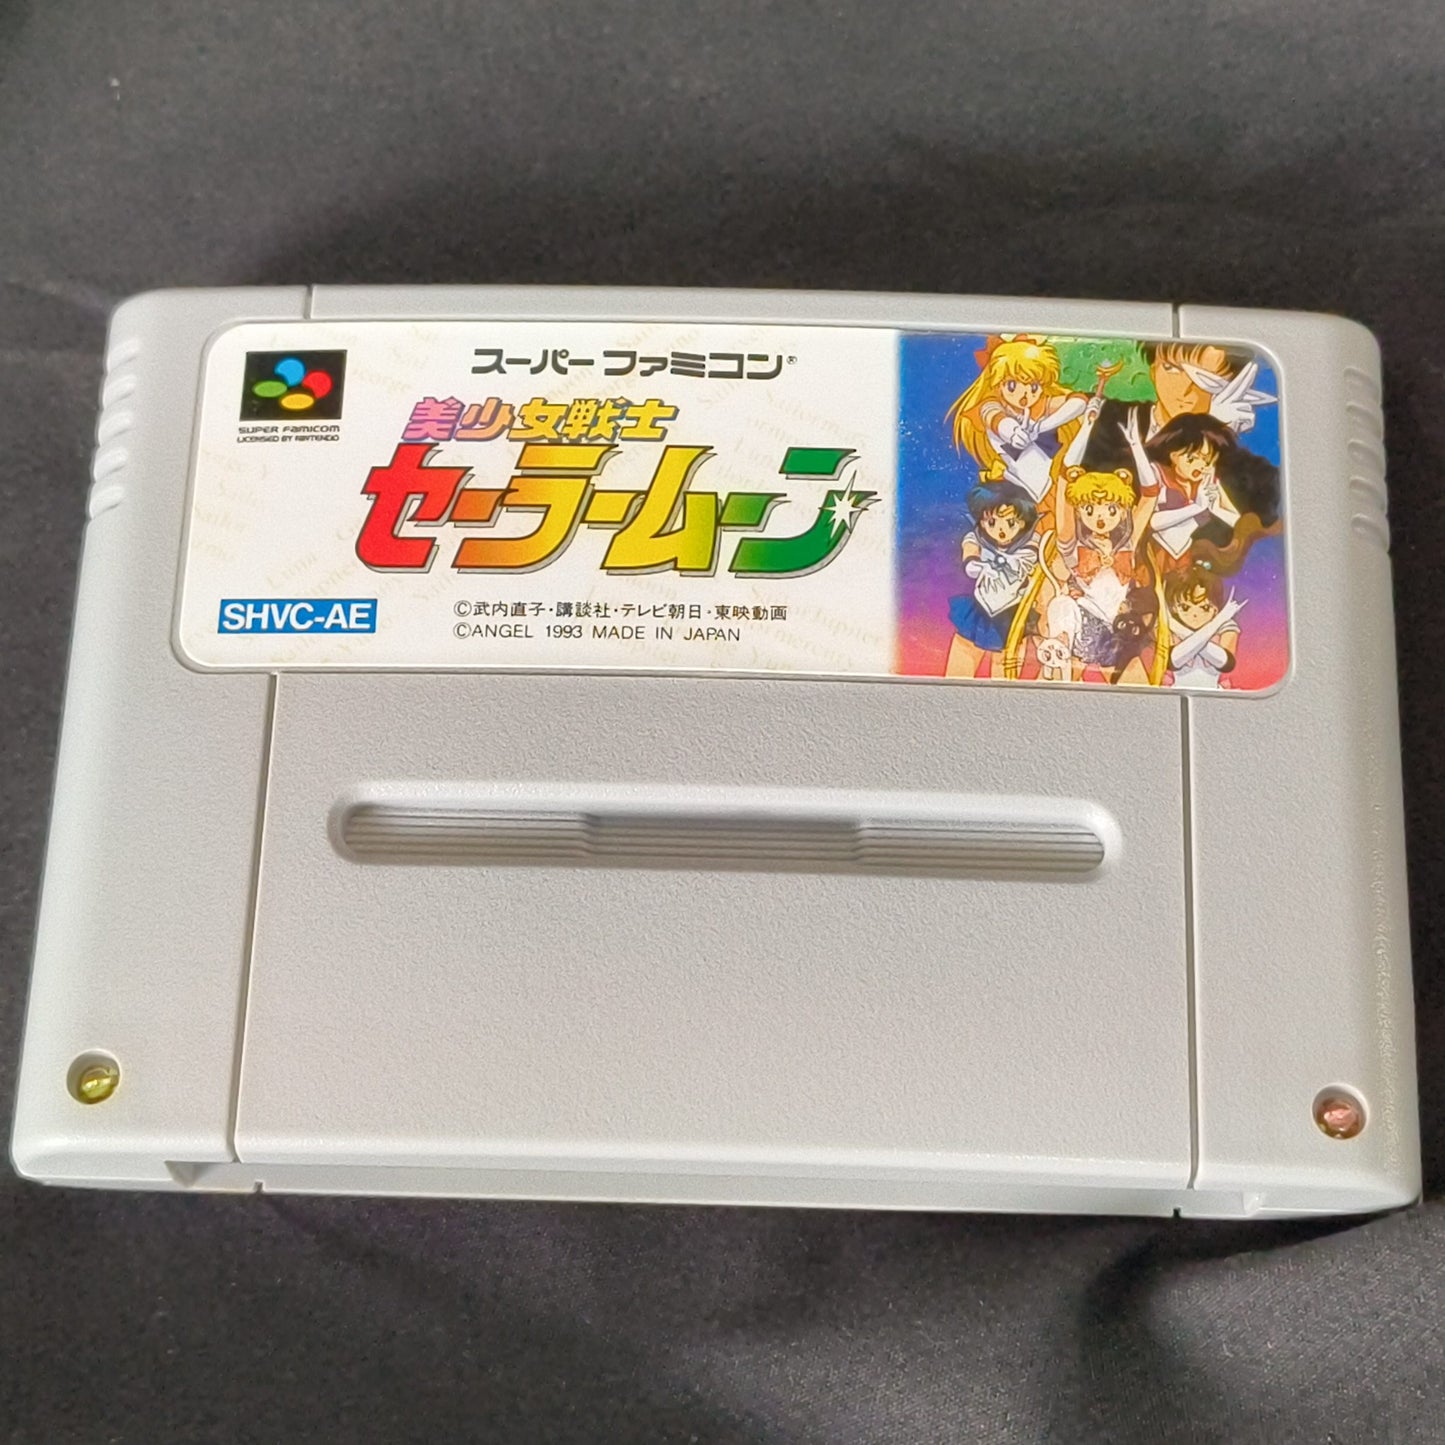 スーパーファミコン®
SUPER FAMICOM
LICENSED BY NINTENDO
美少女戦士
セーラームーン
SHVC-AE
©武内直子・講談社・テレビ朝日・東映動画
©ANGEL 1993 MADE IN JAPAN